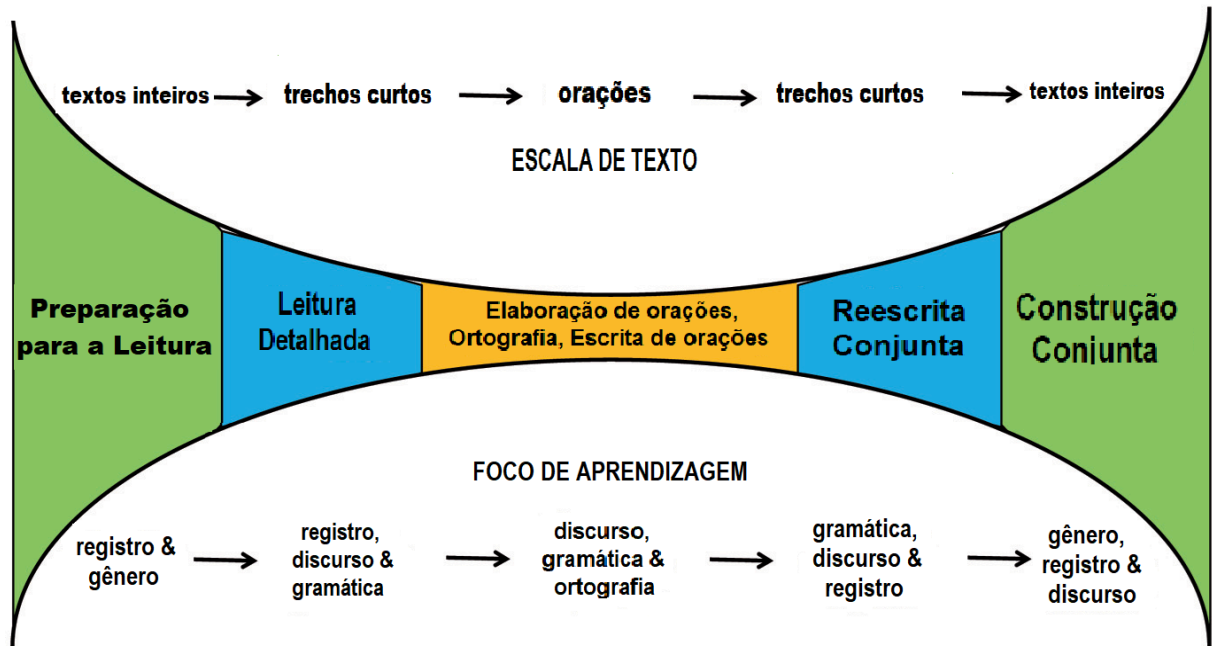 textos inteiros → trechos curtos → orações → trechos curtos → textos inteiros
ESCALA DE TEXTO
Preparação
para a Leitura
Leitura
Detalhada
Elaboração de orações,
Ortografia, Escrita de orações
Reescrita
Conjunta
Construção
Conjunta
FOCO DE APRENDIZAGEM
registro &
gênero
registro,
discurso &
gramática
discurso,
gramática &
ortografia
gramática,
discurso &
registro
gênero,
registro &
discurso